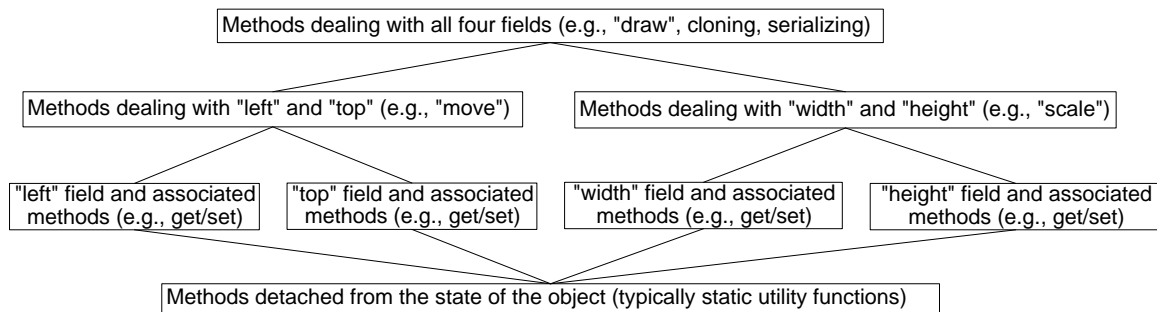 Methods dealing with all four fields (e.g., "draw", cloning, serializing)
Methods dealing with "left" and "top" (e.g., "move")
Methods dealing with "width" and "height" (e.g., "scale")
"left" field and associated
methods (e.g., get/set)
"top" field and associated
methods (e.g., get/set)
"width" field and associated
methods (e.g., get/set)
"height" field and associated
methods (e.g., get/set)
Methods detached from the state of the object (typically static utility functions)